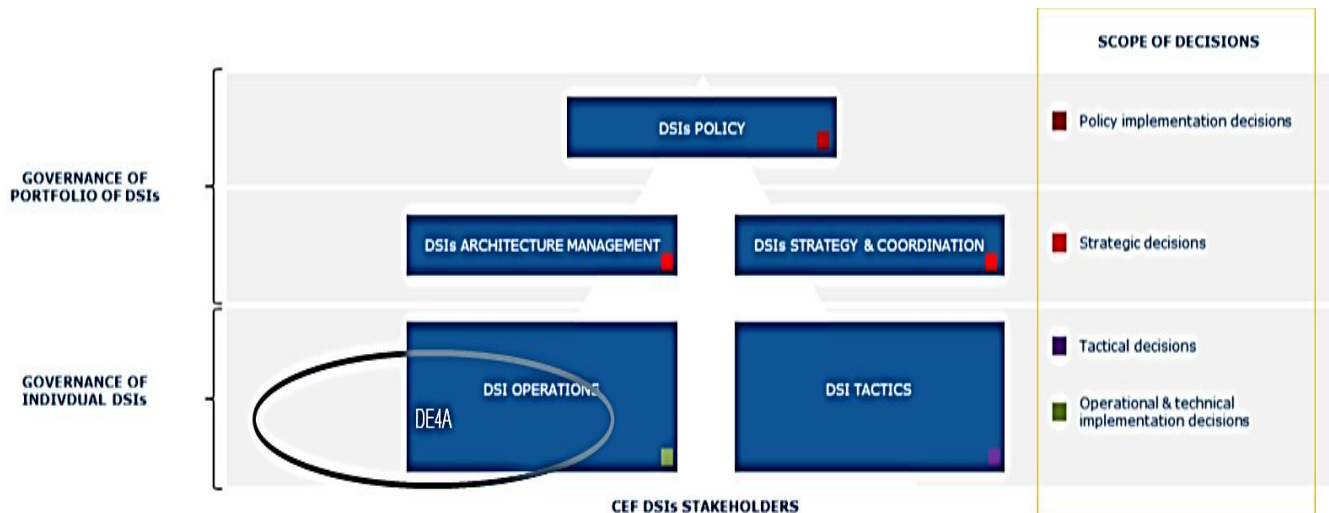 SCOPE OF DECISIONS
DSIs POLICY
Policy implementation decisions
GOVERNANCE OF
PORTFOLIO OF DSIs
DSIs ARCHITECTURE MANAGEMENT
DSIs STRATEGY & COORDINATION
Strategic decisions
GOVERNANCE OF
INDIVDUAL DSIs
DSI OPERATIONS
DE4A
DSI TACTICS
Tactical decisions
Operational & technical
implementation decisions
CEF DSIs STAKEHOLDERS